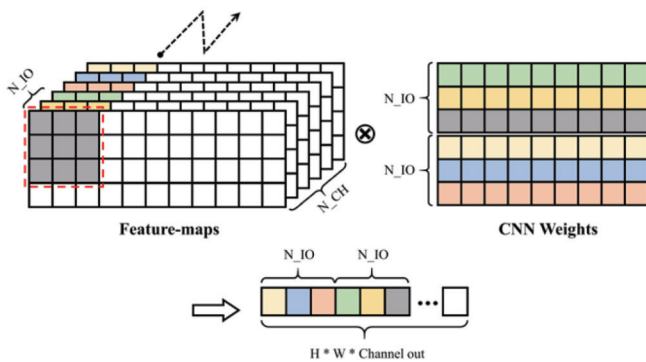 N_IO
N_CH
Feature-maps
N_IO
N_IO
CNN Weights
N_IO
N_IO
H * W * Channel out